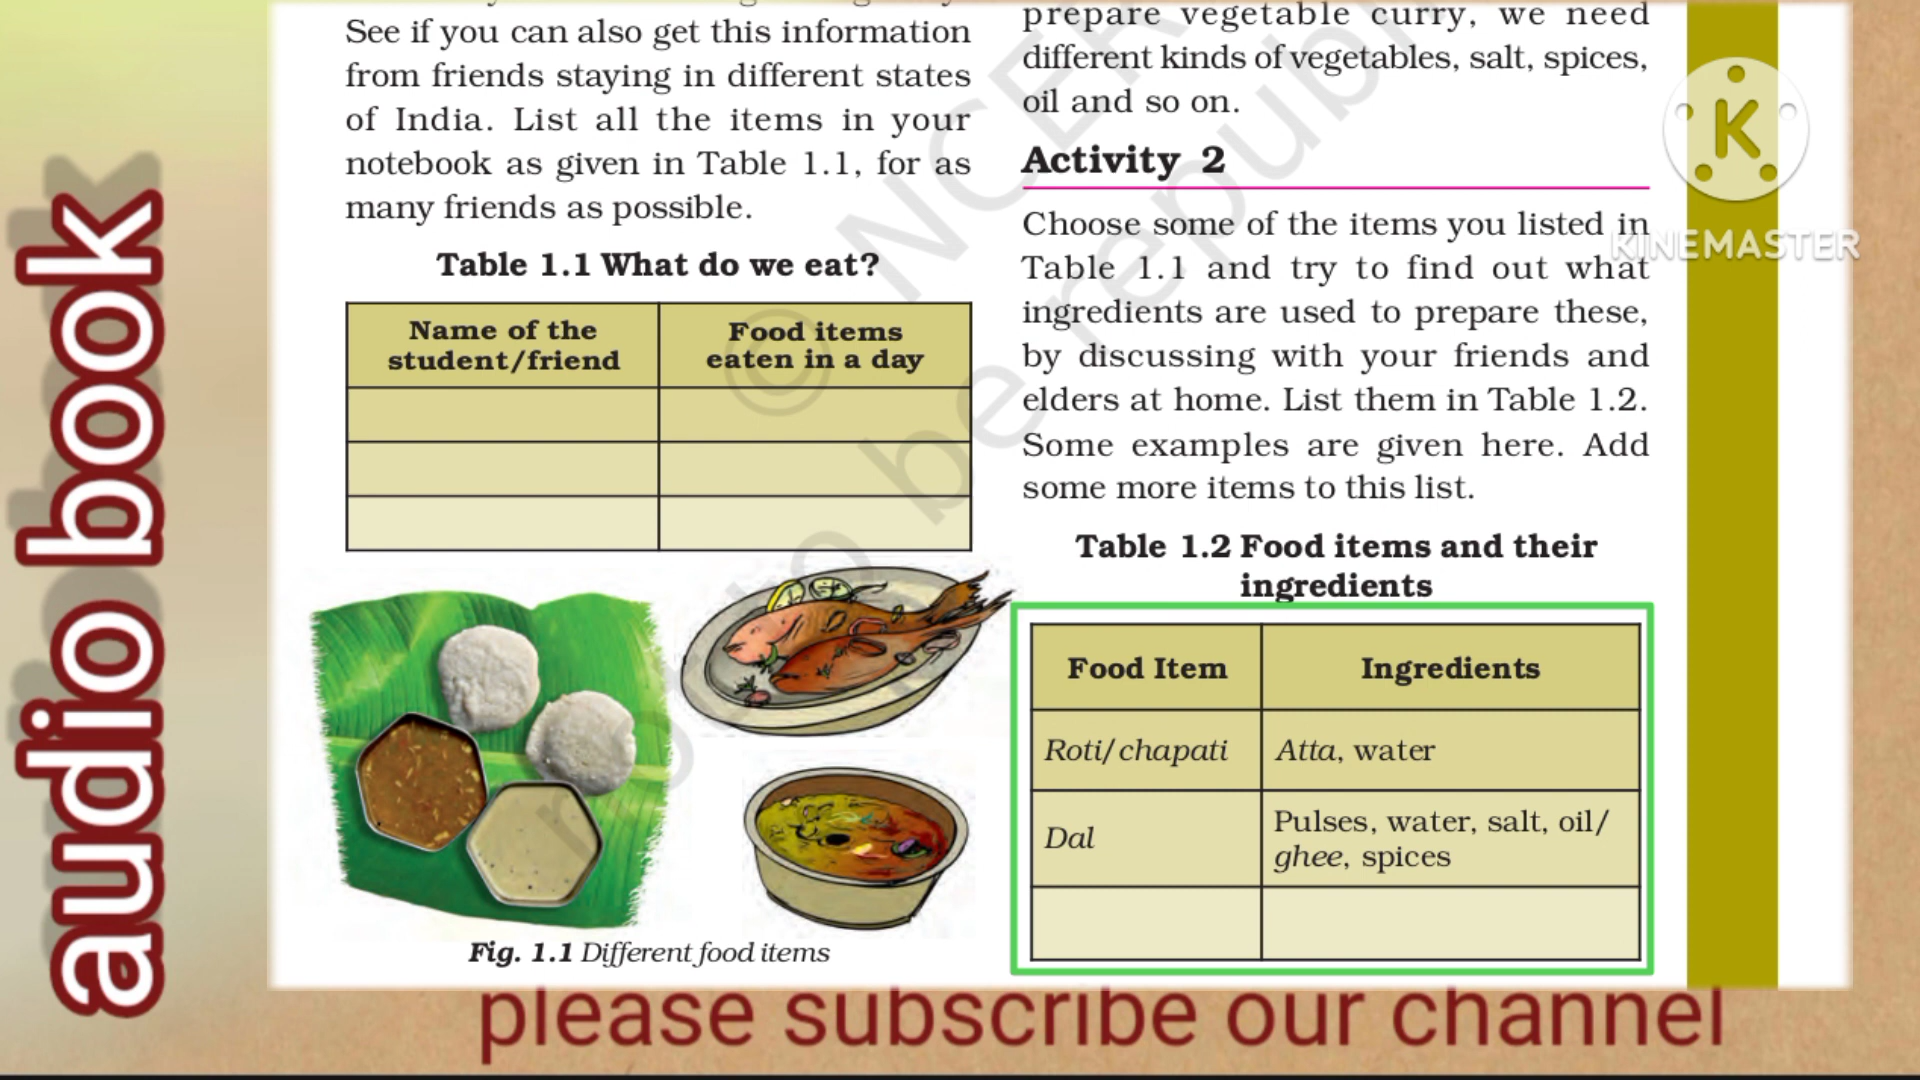 audio book
See if you can also get this information
from friends staying in different states
of India. List all the items in your
notebook as given in Table 1.1, for as
many friends as possible.
Table 1.1 What do we eat?
Name of the
student/friend
Food items
eaten in a day
Fig. 1.1 Different food items
prepare vegetable curry, we need
different kinds of vegetables, salt, spices,
oil and so on.
Activity 2
Choose some of the items you listed in
Table 1.1 and try to find out what
ingredients are used to prepare these,
by discussing with your friends and
elders at home. List them in Table 1.2.
Some examples are given here. Add
some more items to this list.
Table 1.2 Food items and their
ingredients
Food Item
Ingredients
Roti/chapati
Atta, water
Dal
Pulses, water, salt, oil/
ghee, spices
K
KINEMASTER
please subscribe our channel